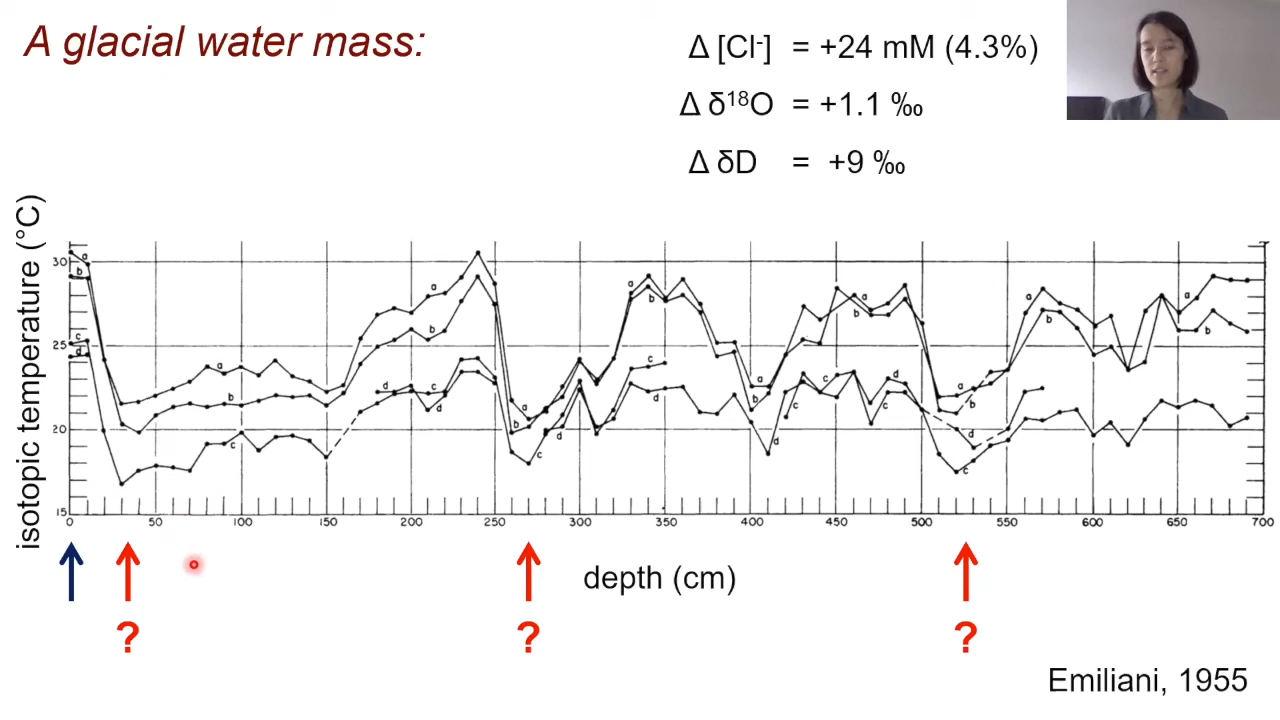 A glacial water mass:
Δ [Cl⁻] = +24 mM (4.3%)
Δ δ¹⁸O = +1.1 ‰
Δ δD = +9 ‰
isotopic temperature (°C)
30
25
20
15
a
b
c
d
a
b
c
a
b
d
c
d
a
b
c
d
a
b
c
d
a
b
c
d
a
b
c
d
c
a
b
d
c
a
b
a
b
0 50 100 150 200 250 300 350 400 450 500 550 600 650 700
depth (cm)
? ? ?
Emiliani, 1955